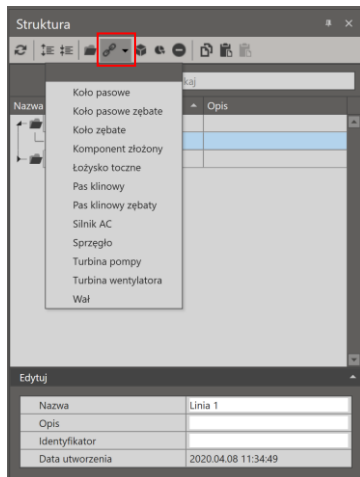 Struktura
kaj
Nazwa
Opis
Koło pasowe
Koło pasowe zębate
Koło zębate
Komponent złożony
Łożysko toczne
Pas klinowy
Pas klinowy zębaty
Silnik AC
Sprzęgło
Turbina pompy
Turbina wentylatora
Wał
Edytuj
Nazwa Linia 1
Opis
Identyfikator
Data utworzenia 2020.04.08 11:34:49